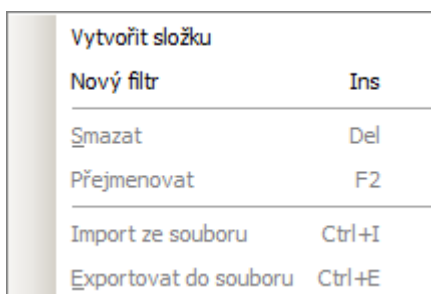 Vytvořit složku
Nový filtr Ins
Smazat Del
Přejmenovat F2
Import ze souboru Ctrl+I
Exportovat do souboru Ctrl+E